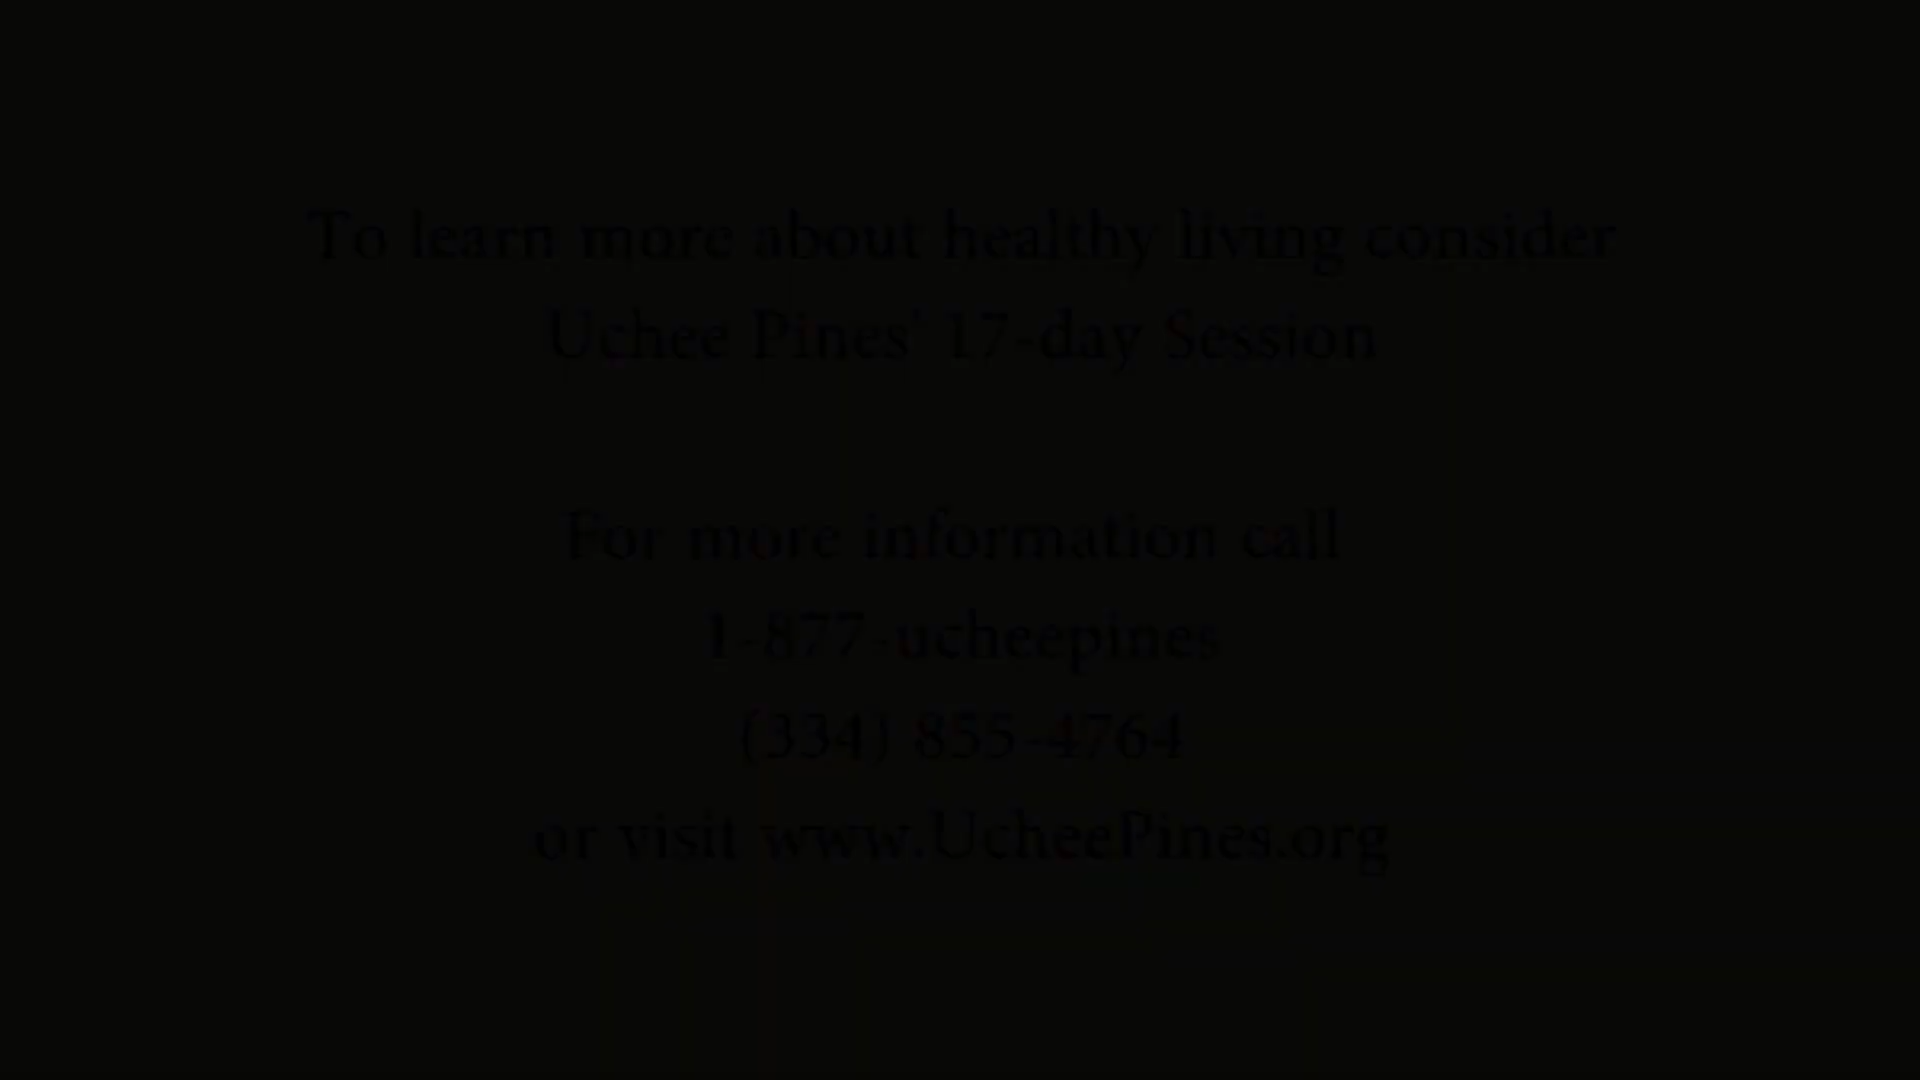 To learn more about healthy living consider
Uchee Pines' 17-day Session
For more information call
1-877-ucheepines
(334) 855-4764
or visit www.UcheePines.org